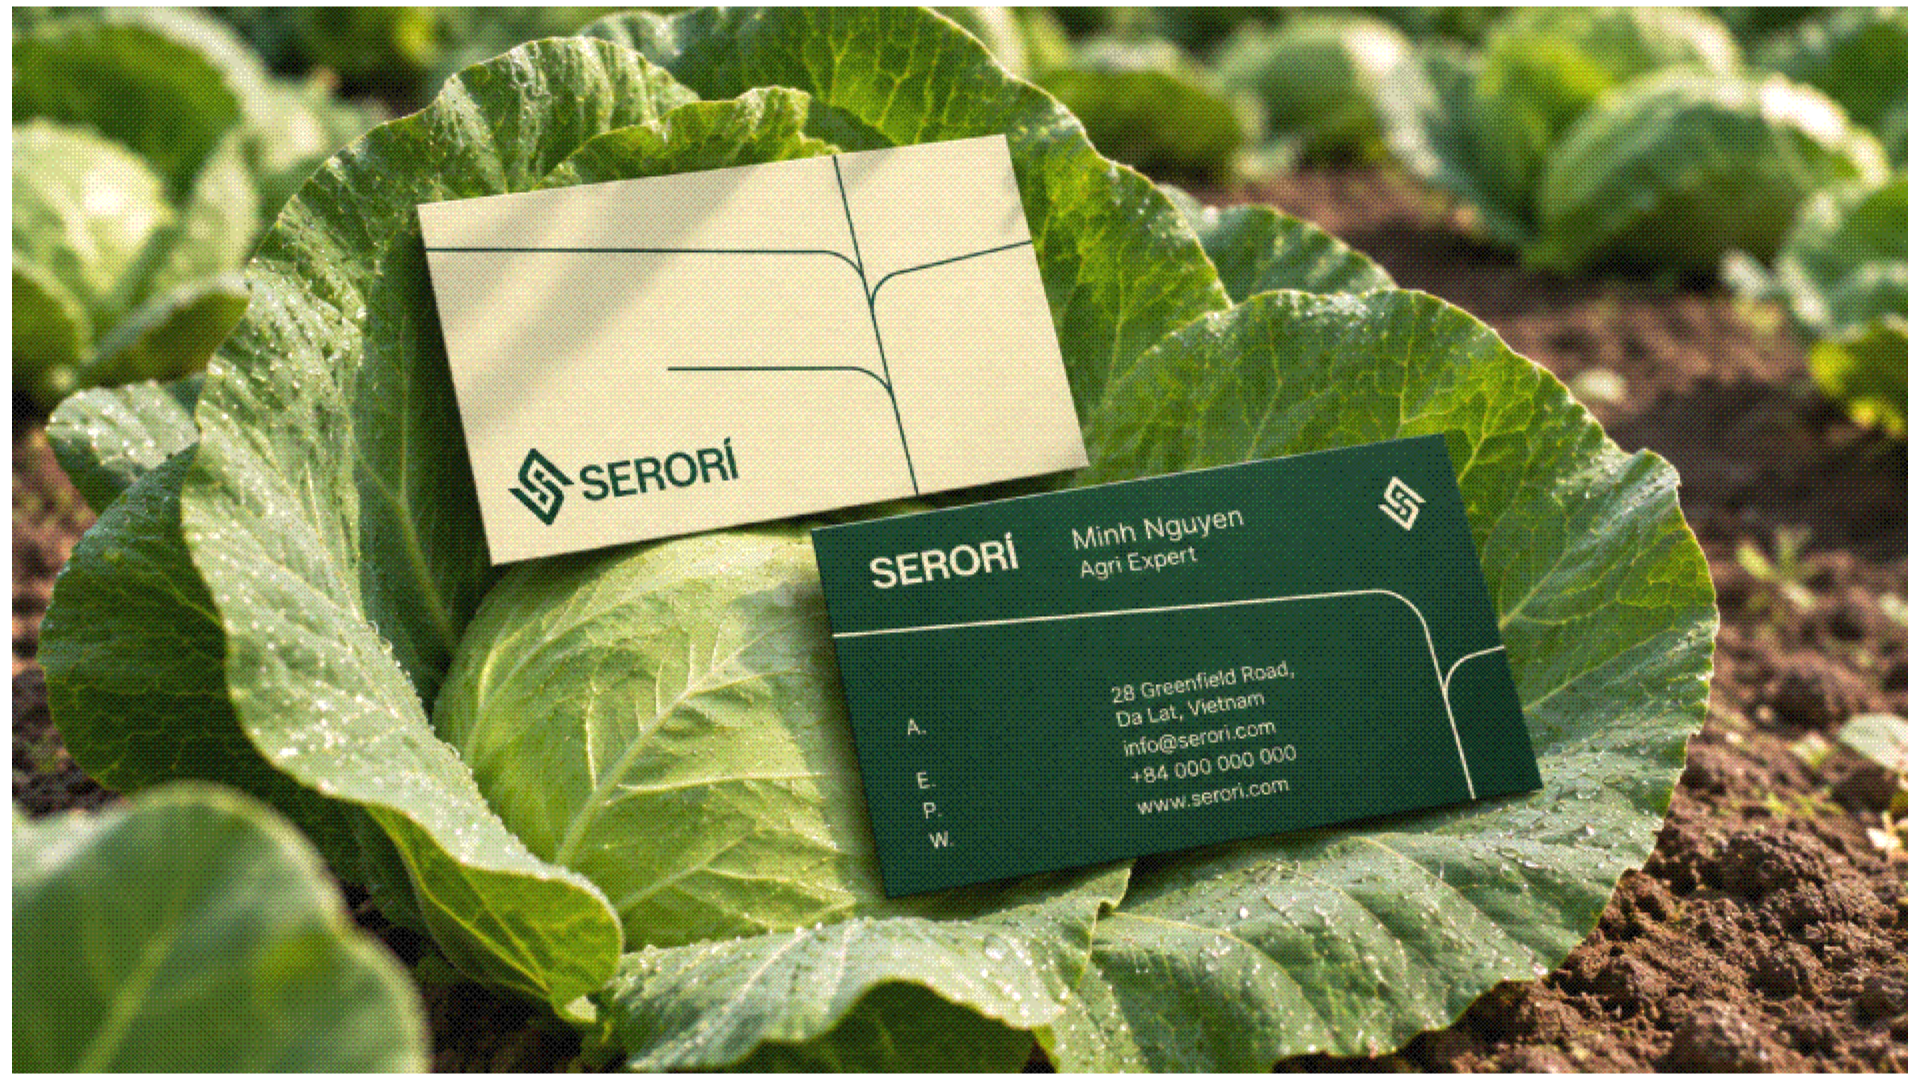 SERORÍ
SERORÍ
Minh Nguyen
Agri Expert
A.
28 Greenfield Road,
Da Lat, Vietnam
E.
info@serori.com
P.
+84 000 000 000
W.
www.serori.com